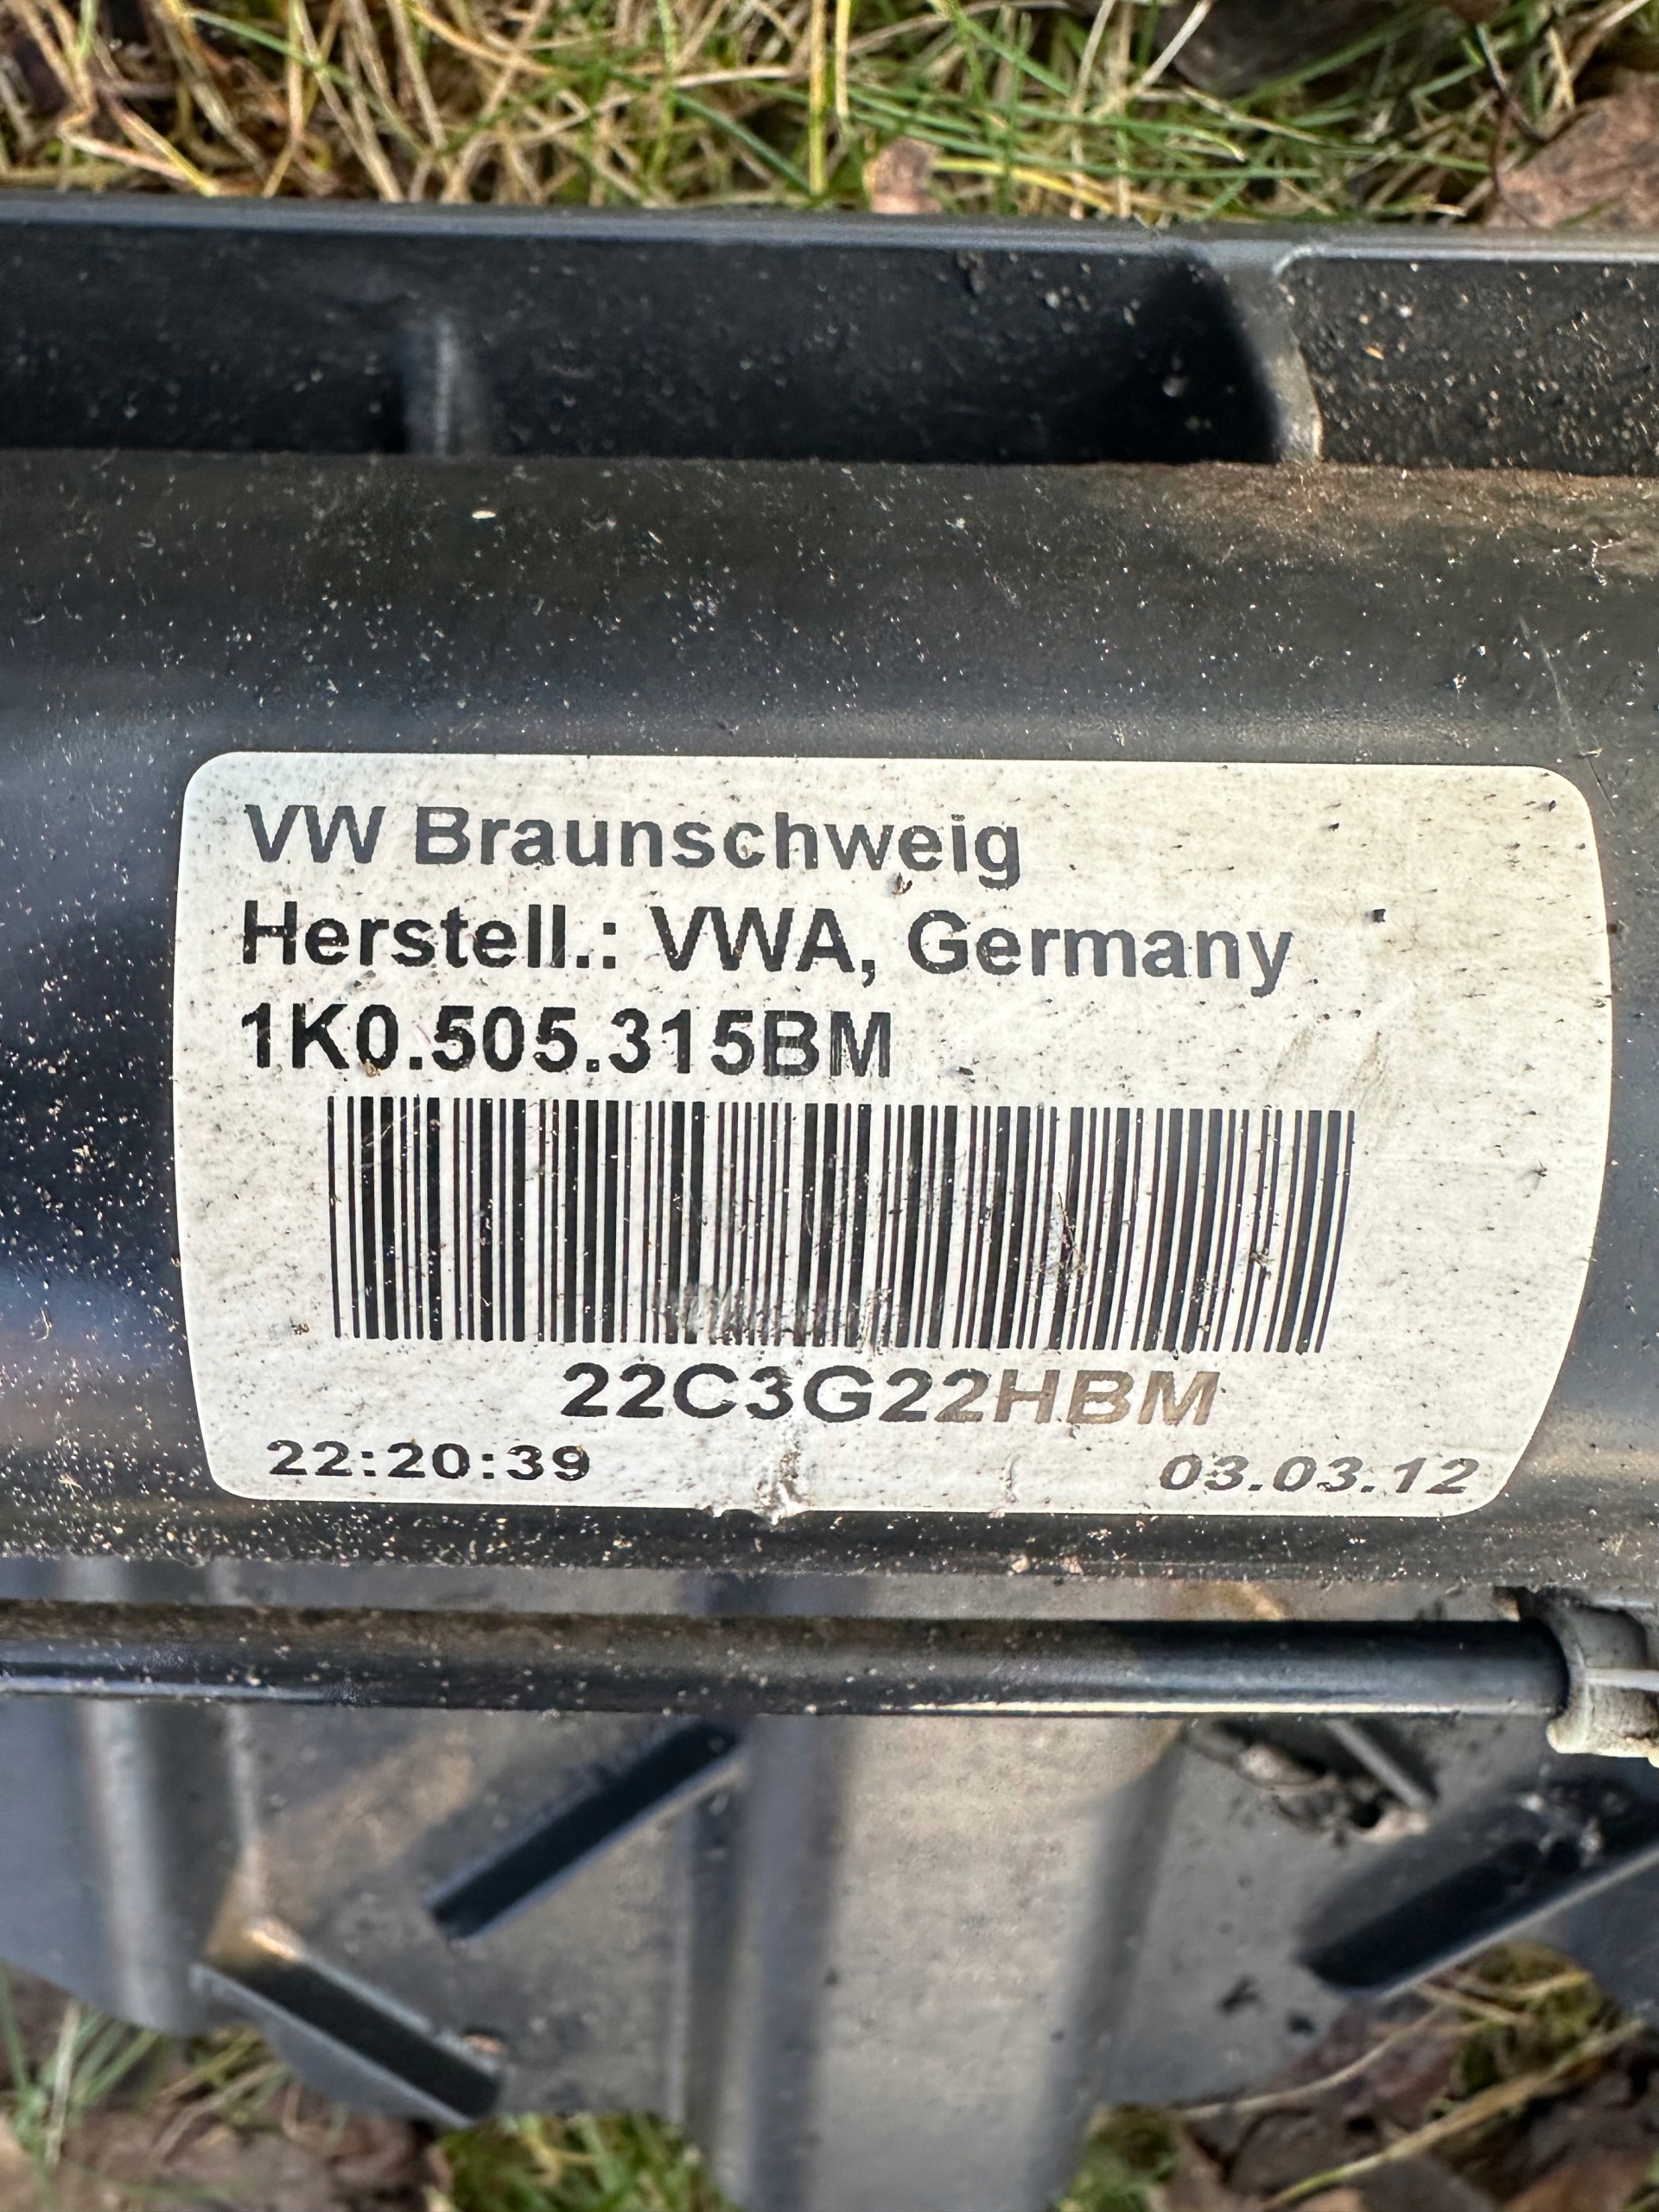 VW Braunschweig
Herstell.: VWA, Germany
1K0.505.315BM
22C3G22HBM
22:20:39 03.03.12